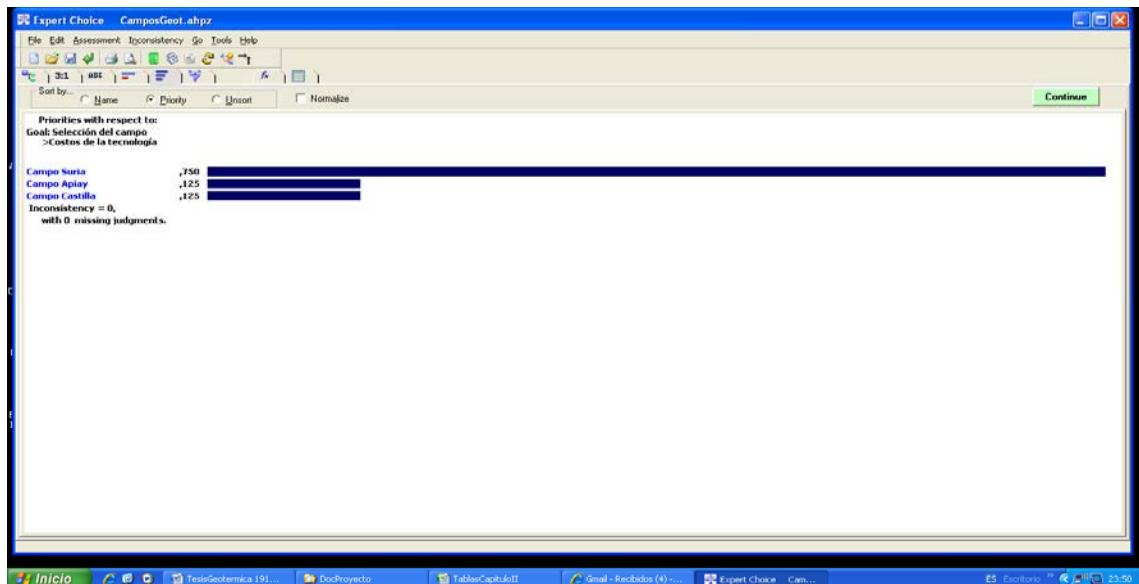 Expert Choice CamposGeot.ahpz
File Edit Assessment Inconsistency Go Tools Help
3:1 ABC
Sort by... Name Priority Unsort Normalize Continue
Priorities with respect to:
Goal: Selección del campo
>Costos de la tecnología
Campo Suria ,750
Campo Apiay ,125
Campo Castilla ,125
Inconsistency = 0,
with 0 missing judgments.
Inicio TesisGeotermica 191... DocProyecto TablasCapituloII Gmail - Recibidos (4) -... Expert Choice Cam... ES Escritorio 23:50